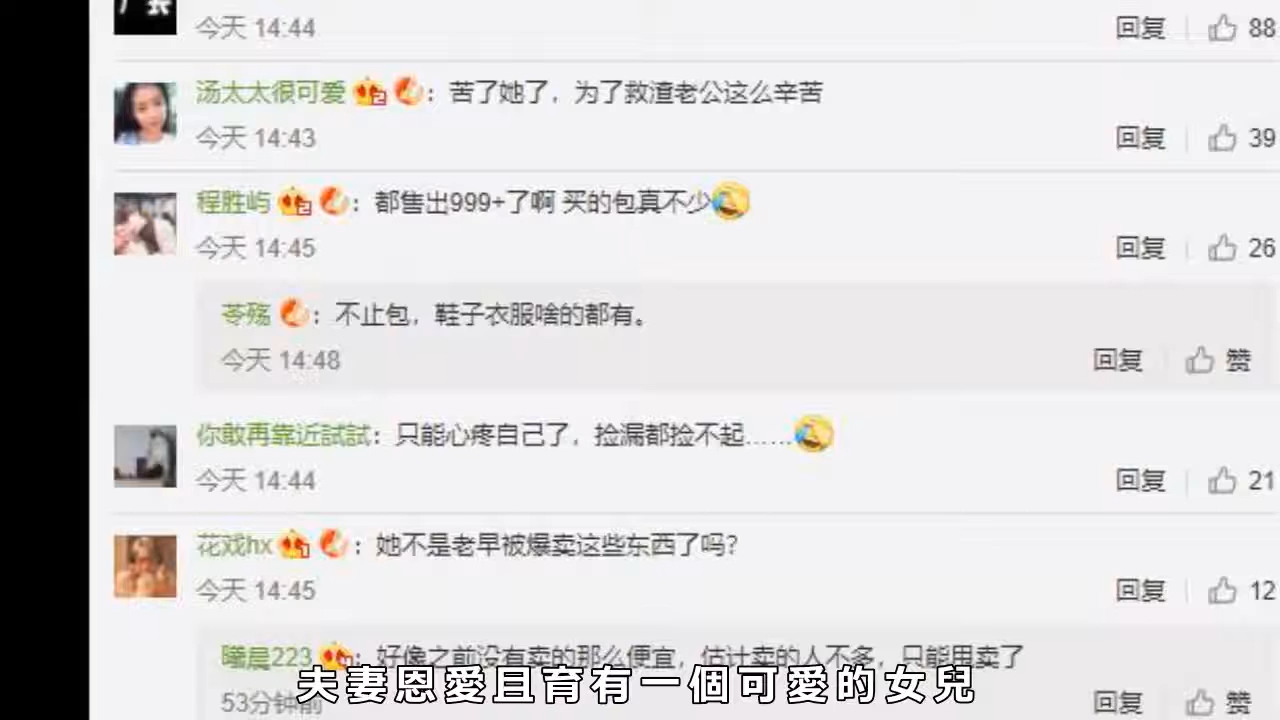 今天 14:44 回复 88
汤太太很可爱：苦了她了，为了救渣老公这么辛苦
今天 14:43 回复 39
程胜屿：都售出999+了啊 买的包真不少
今天 14:45 回复 26
苓殇：不止包，鞋子衣服啥的都有。
今天 14:48 回复 赞
你敢再靠近試試：只能心疼自己了，捡漏都捡不起……
今天 14:44 回复 21
花戏hx：她不是老早被爆卖这些东西了吗？
今天 14:45 回复 12
曦晨223：好像之前没有卖的那么便宜，估计卖的人不多，只能甩卖了
53分钟前 回复 赞
夫妻恩愛且育有一個可愛的女兒